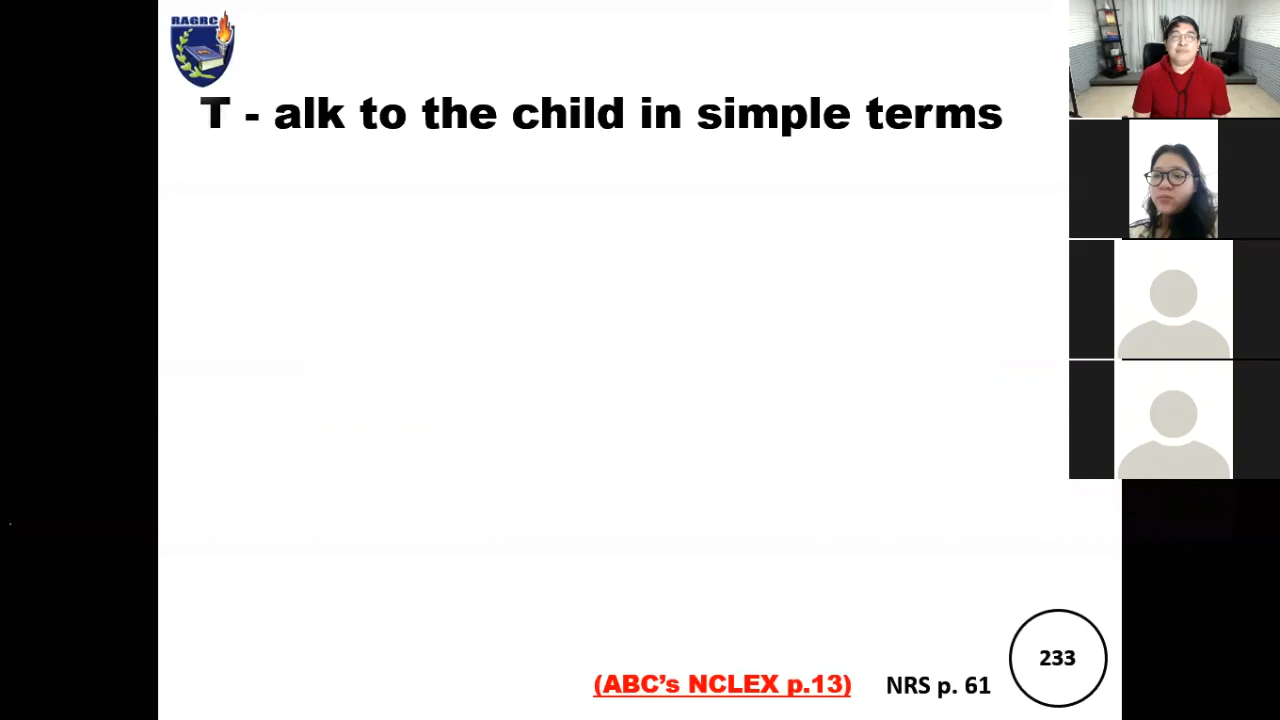 RAGRC
T - alk to the child in simple terms
233
(ABC’s NCLEX p.13) NRS p. 61